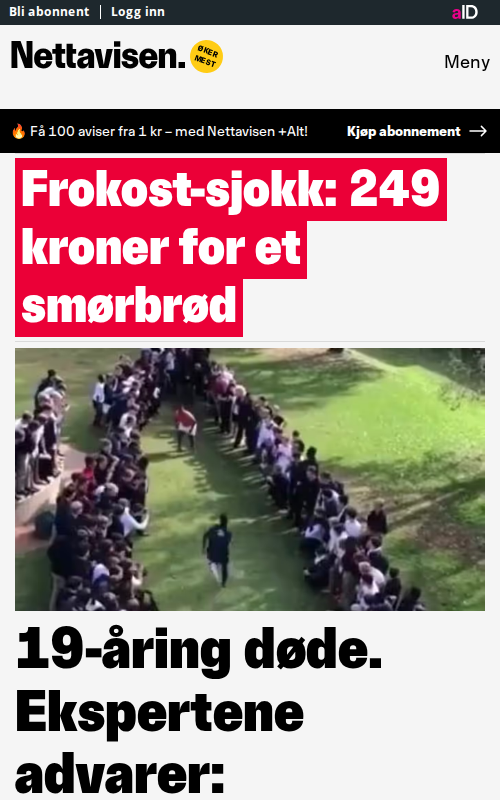 Bli abonnent | Logg inn
aID
Nettavisen.
ØKER
MEST
Meny
🔥 Få 100 aviser fra 1 kr – med Nettavisen +Alt!
Kjøp abonnement →
Frokost-sjokk: 249
kroner for et
smørbrød
19-åring døde.
Ekspertene
advarer: